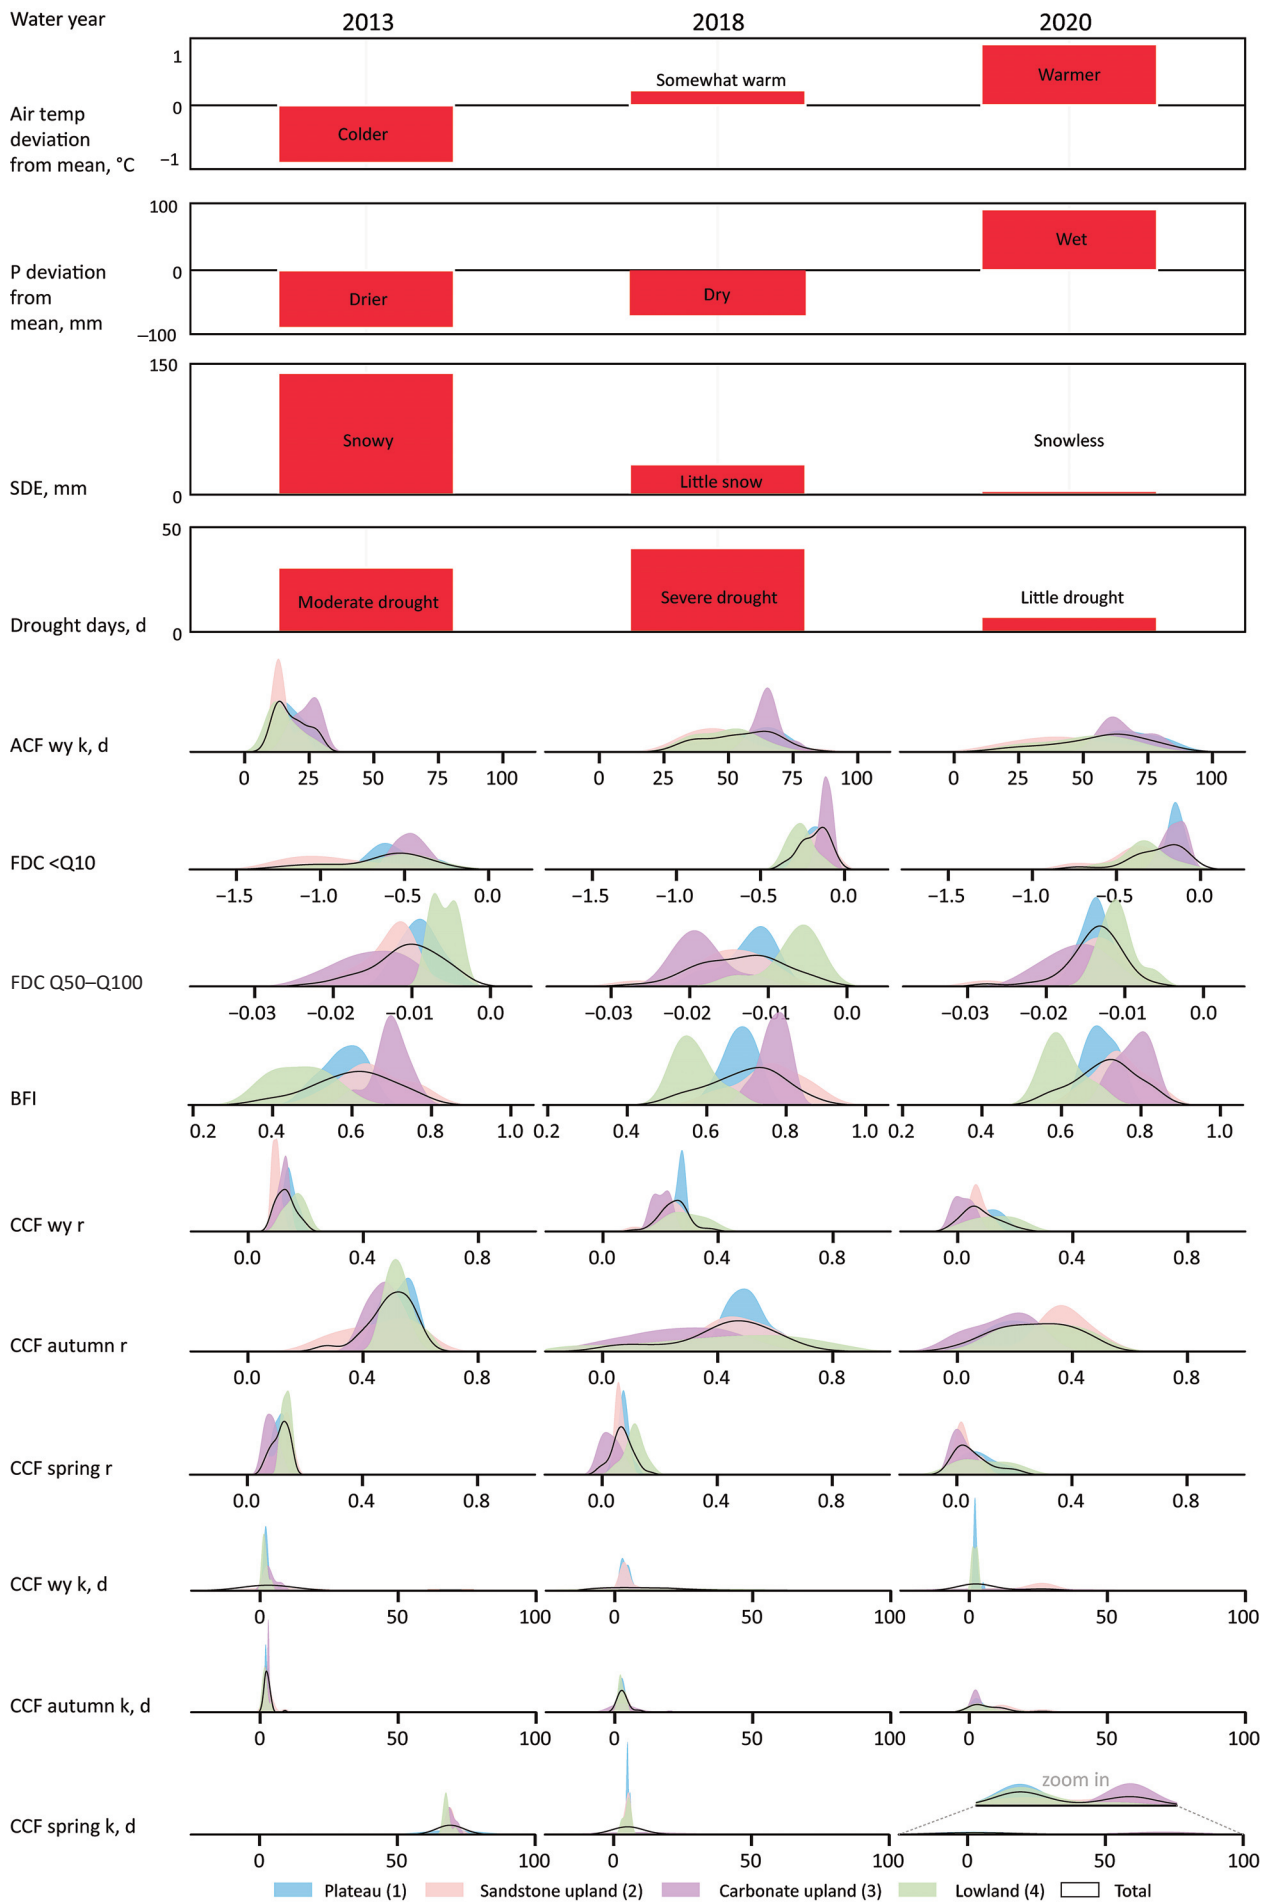 Water year 2013 2018 2020
1
Somewhat warm
Warmer
0
Air temp
deviation
from mean, °C
Colder
−1
100
Wet
P deviation
from
mean, mm
0
Drier
Dry
−100
150
Snowy
Snowless
Little snow
SDE, mm
0
50
Moderate drought
Severe drought
Little drought
Drought days, d
0
ACF wy k, d
0 25 50 75 100 0 25 50 75 100 0 25 50 75 100
FDC <Q10
−1.5 −1.0 −0.5 0.0 −1.5 −1.0 −0.5 0.0 −1.5 −1.0 −0.5 0.0
FDC Q50–Q100
−0.03 −0.02 −0.01 0.0 −0.03 −0.02 −0.01 0.0 −0.03 −0.02 −0.01 0.0
BFI
0.2 0.4 0.6 0.8 1.0 0.2 0.4 0.6 0.8 1.0 0.2 0.4 0.6 0.8 1.0
CCF wy r
0.0 0.4 0.8 0.0 0.4 0.8 0.0 0.4 0.8
CCF autumn r
0.0 0.4 0.8 0.0 0.4 0.8 0.0 0.4 0.8
CCF spring r
0.0 0.4 0.8 0.0 0.4 0.8 0.0 0.4 0.8
CCF wy k, d
0 50 100 0 50 100 0 50 100
CCF autumn k, d
0 50 100 0 50 100 0 50 100
zoom in
CCF spring k, d
0 50 100 0 50 100 0 50 100
Plateau (1) Sandstone upland (2) Carbonate upland (3) Lowland (4) Total